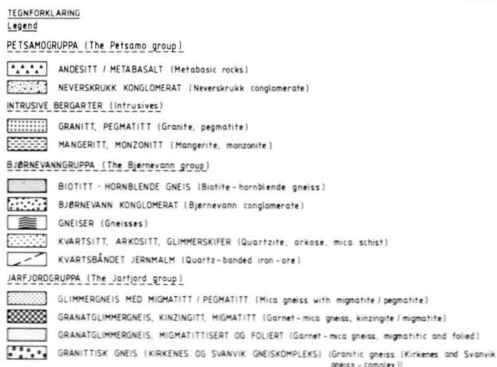 TEGNFORKLARING
Legend
PETSAMOGRUPPA (The Petsamo group)
ANDESITT / METABASALT (Metabasic rocks)
NEVERSKRUKK KONGLOMERAT (Neverskrukk conglomerate)
INTRUSIVE BERGARTER (Intrusives)
GRANITT, PEGMATITT (Granite, pegmatite)
MANGERITT, MONZONITT (Mangerite, monzonite)
BJØRNEVANNGRUPPA (The Bjørnevann group)
BIOTITT - HORNBLENDE GNEIS (Biotite - hornblende gneiss)
BJØRNEVANN KONGLOMERAT (Bjørnevann conglomerate)
GNEISER (Gneisses)
KVARTSITT, ARKOSITT, GLIMMERSKIFER (Quartzite, arkose, mica schist)
KVARTSBÅNDET JERNMALM (Quartz-banded iron-ore)
JARFJORDGRUPPA (The Jarfjord group)
GLIMMERGNEIS MED MIGMATITT / PEGMATITT (Mica gneiss with migmatite / pegmatite)
GRANATGLIMMERGNEIS, KINZINGITT, MIGMATITT (Garnet-mica gneiss, kinzingite / migmatite)
GRANATGLIMMERGNEIS, MIGMATITTISERT OG FOLIERT (Garnet-mica gneiss, migmatitic and folied)
GRANITTISK GNEIS (KIRKENES OG SVANVIK GNEISKOMPLEKS) (Granitic gneiss (Kirkenes and Svanvik
gneiss-complex))